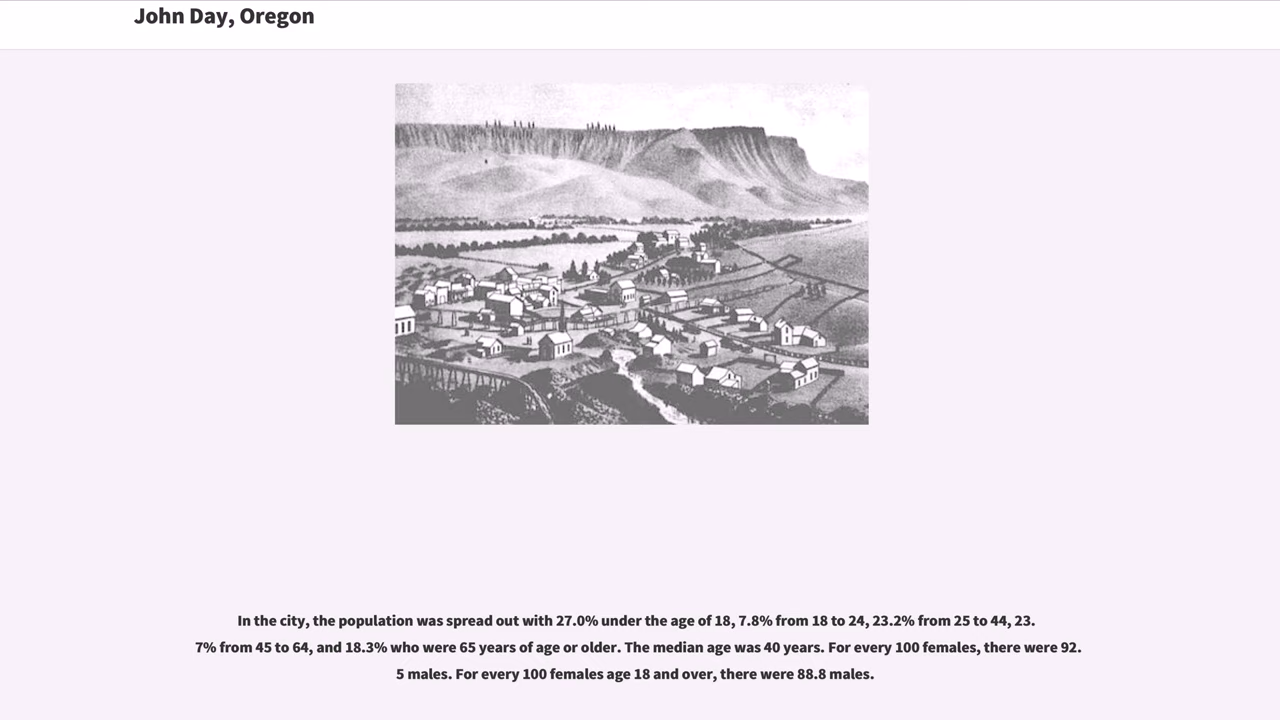 John Day, Oregon
In the city, the population was spread out with 27.0% under the age of 18, 7.8% from 18 to 24, 23.2% from 25 to 44, 23.
7% from 45 to 64, and 18.3% who were 65 years of age or older. The median age was 40 years. For every 100 females, there were 92.
5 males. For every 100 females age 18 and over, there were 88.8 males.